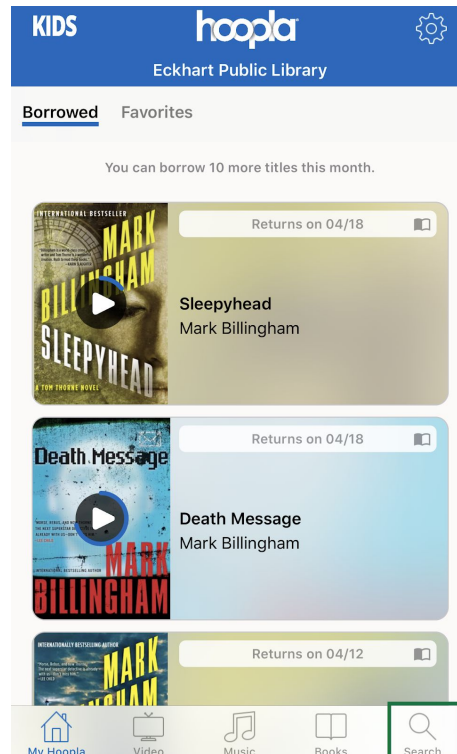 KIDS
hoopla
Eckhart Public Library
Borrowed
Favorites
You can borrow 10 more titles this month.
INTERNATIONAL BESTSELLER
MARK
BILLINGHAM
SLEEPYHEAD
A TOM THORNE NOVEL
Returns on 04/18
Sleepyhead
Mark Billingham
Death Message
MARK
BILLINGHAM
Returns on 04/18
Death Message
Mark Billingham
INTERNATIONALLY BESTSELLING AUTHOR
MARK
Returns on 04/12
My Hoopla
Video
Music
Books
Search